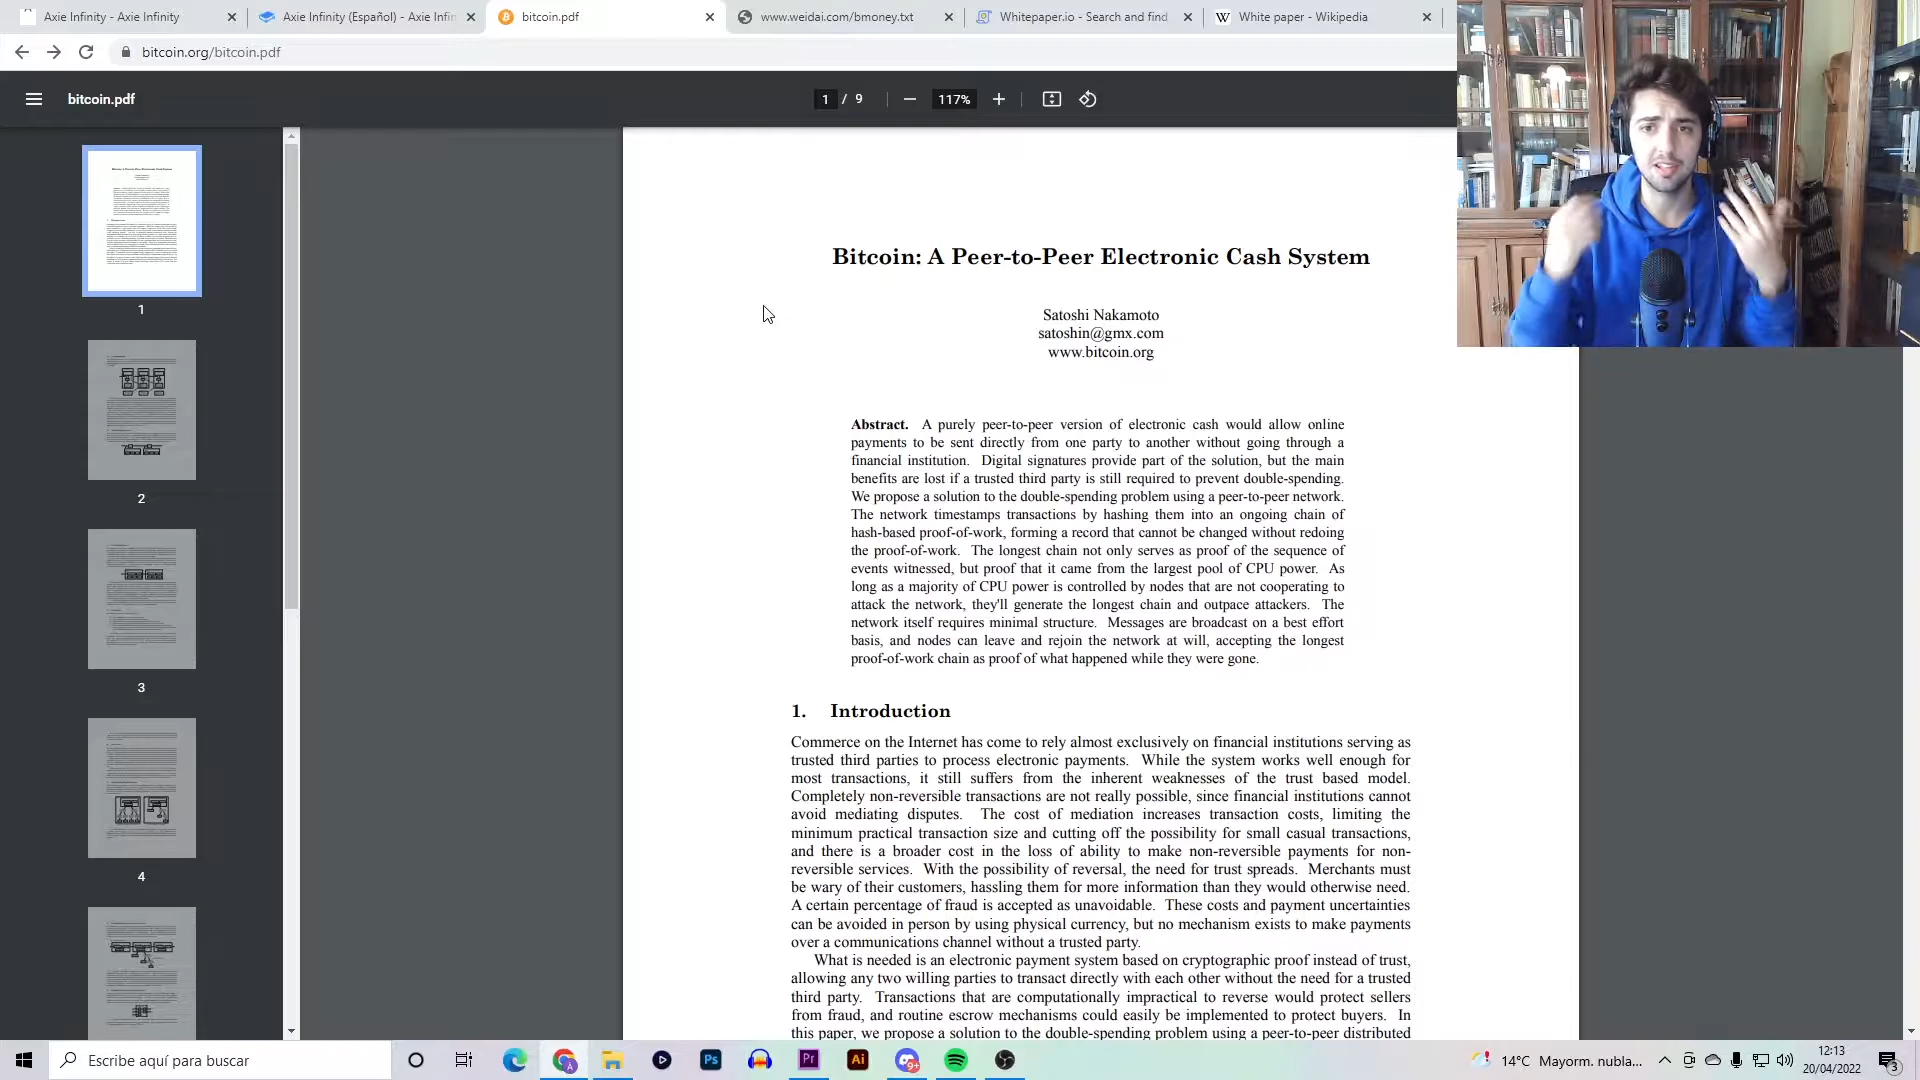 Axie Infinity - Axie Infinity
Axie Infinity (Español) - Axie Infin
bitcoin.pdf
www.weidai.com/bmoney.txt
Whitepaper.io - Search and find
White paper - Wikipedia
bitcoin.org/bitcoin.pdf
bitcoin.pdf
1 / 9
117%
1
2
3
4
Bitcoin: A Peer-to-Peer Electronic Cash System
Satoshi Nakamoto
satoshin@gmx.com
www.bitcoin.org
Abstract. A purely peer-to-peer version of electronic cash would allow online
payments to be sent directly from one party to another without going through a
financial institution. Digital signatures provide part of the solution, but the main
benefits are lost if a trusted third party is still required to prevent double-spending.
We propose a solution to the double-spending problem using a peer-to-peer network.
The network timestamps transactions by hashing them into an ongoing chain of
hash-based proof-of-work, forming a record that cannot be changed without redoing
the proof-of-work. The longest chain not only serves as proof of the sequence of
events witnessed, but proof that it came from the largest pool of CPU power. As
long as a majority of CPU power is controlled by nodes that are not cooperating to
attack the network, they'll generate the longest chain and outpace attackers. The
network itself requires minimal structure. Messages are broadcast on a best effort
basis, and nodes can leave and rejoin the network at will, accepting the longest
proof-of-work chain as proof of what happened while they were gone.
1. Introduction
Commerce on the Internet has come to rely almost exclusively on financial institutions serving as
trusted third parties to process electronic payments. While the system works well enough for
most transactions, it still suffers from the inherent weaknesses of the trust based model.
Completely non-reversible transactions are not really possible, since financial institutions cannot
avoid mediating disputes. The cost of mediation increases transaction costs, limiting the
minimum practical transaction size and cutting off the possibility for small casual transactions,
and there is a broader cost in the loss of ability to make non-reversible payments for non-
reversible services. With the possibility of reversal, the need for trust spreads. Merchants must
be wary of their customers, hassling them for more information than they would otherwise need.
A certain percentage of fraud is accepted as unavoidable. These costs and payment uncertainties
can be avoided in person by using physical currency, but no mechanism exists to make payments
over a communications channel without a trusted party.
What is needed is an electronic payment system based on cryptographic proof instead of trust,
allowing any two willing parties to transact directly with each other without the need for a trusted
third party. Transactions that are computationally impractical to reverse would protect sellers
from fraud, and routine escrow mechanisms could easily be implemented to protect buyers. In
this paper, we propose a solution to the double-spending problem using a peer-to-peer distributed
Escribe aquí para buscar
Ps
Pr
Ai
9+
14°C Mayorm. nubla...
12:13
20/04/2022
3